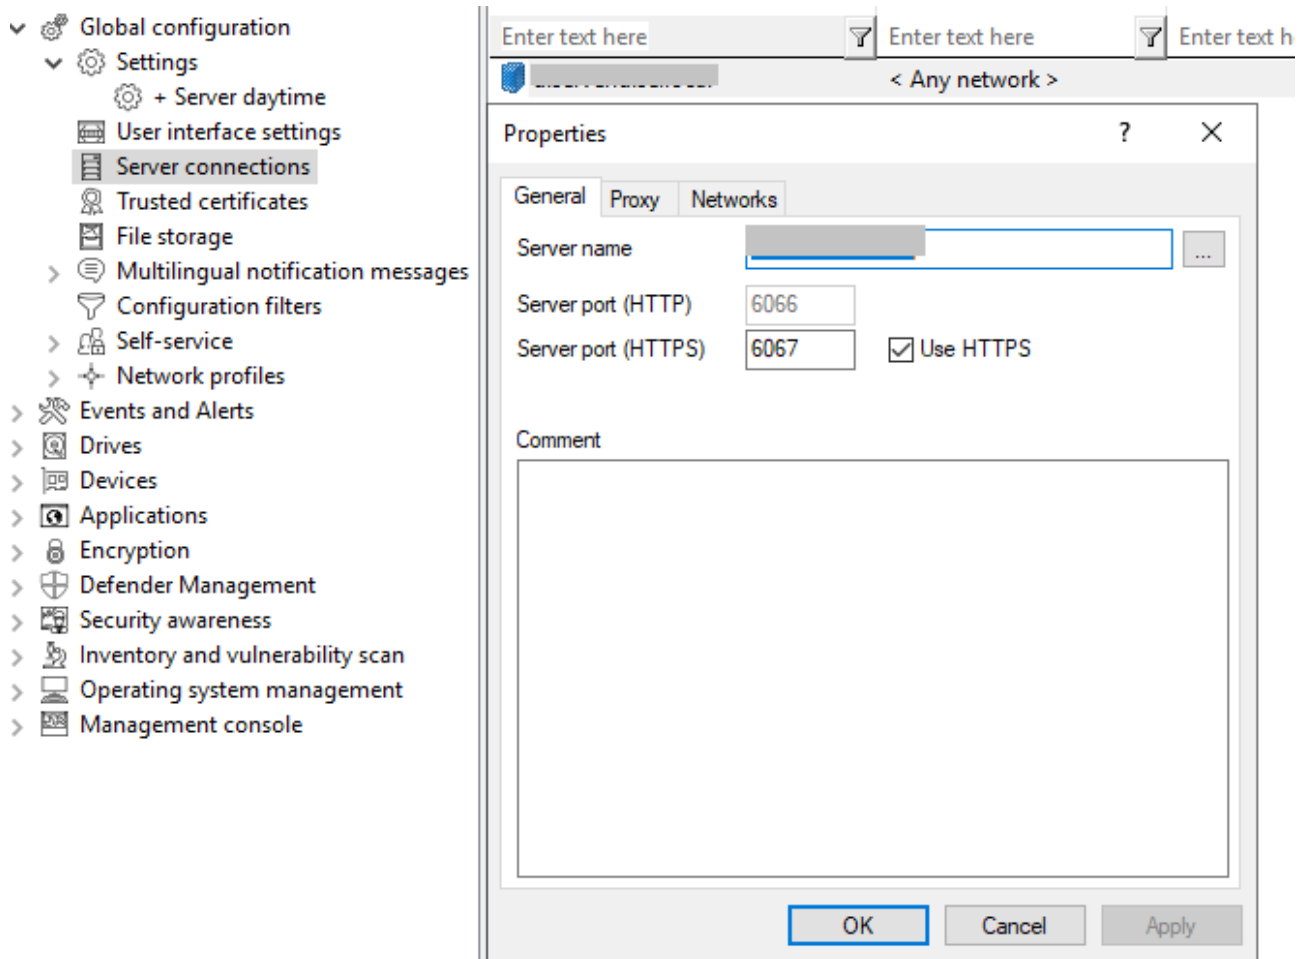 Global configuration
Settings
+ Server daytime
User interface settings
Server connections
Trusted certificates
File storage
Multilingual notification messages
Configuration filters
Self-service
Network profiles
Events and Alerts
Drives
Devices
Applications
Encryption
Defender Management
Security awareness
Inventory and vulnerability scan
Operating system management
Management console
Enter text here Enter text here Enter text h
< Any network >
Properties ?
General Proxy Networks
Server name ...
Server port (HTTP) 6066
Server port (HTTPS) 6067 Use HTTPS
Comment
OK Cancel Apply